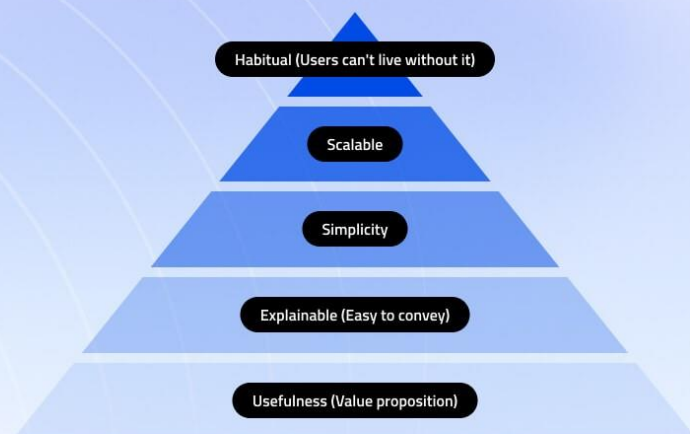 Habitual (Users can't live without it)
Scalable
Simplicity
Explainable (Easy to convey)
Usefulness (Value proposition)